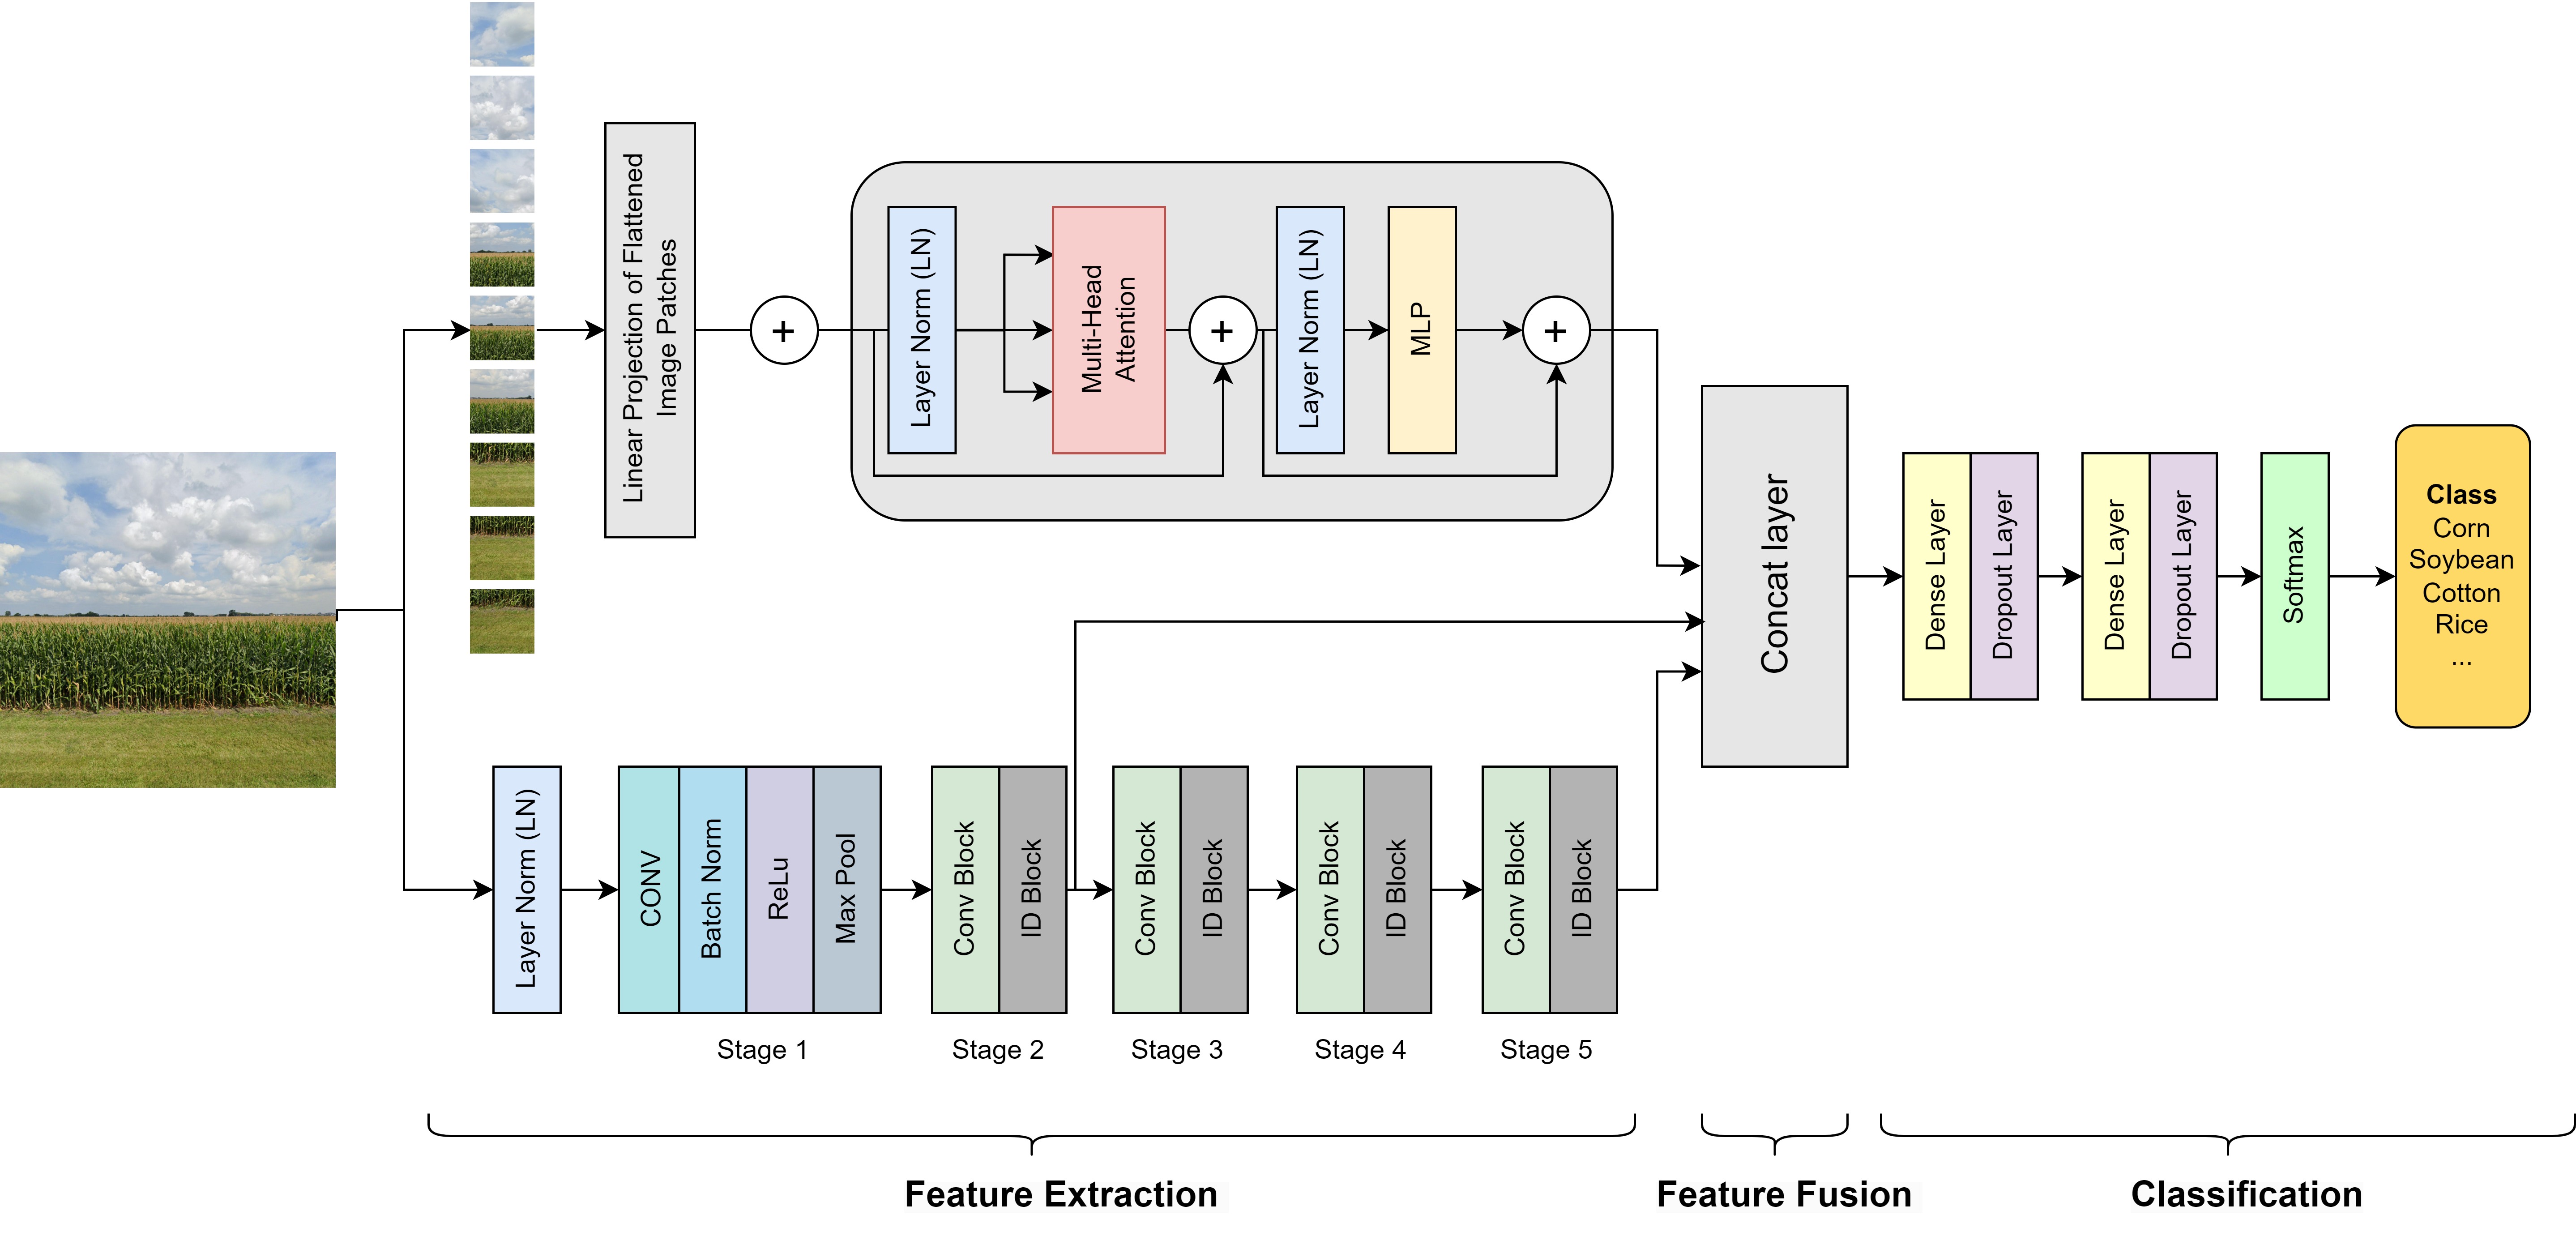 Linear Projection of Flattened
Image Patches
+
Layer Norm (LN)
Multi-Head
Attention
+
Layer Norm (LN)
MLP
+
Concat layer
Dense Layer
Dropout Layer
Dense Layer
Dropout Layer
Softmax
Class
Corn
Soybean
Cotton
Rice
...
Layer Norm (LN)
CONV
Batch Norm
ReLu
Max Pool
Conv Block
ID Block
Conv Block
ID Block
Conv Block
ID Block
Conv Block
ID Block
Stage 1
Stage 2
Stage 3
Stage 4
Stage 5
Feature Extraction
Feature Fusion
Classification